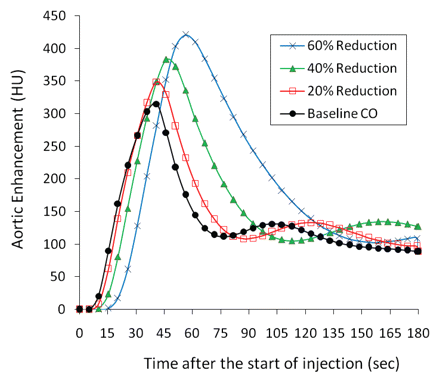 Aortic Enhancement (HU)
450
400
350
300
250
200
150
100
50
0
60% Reduction
40% Reduction
20% Reduction
Baseline CO
0 15 30 45 60 75 90 105 120 135 145 165 180
Time after the start of injection (sec)